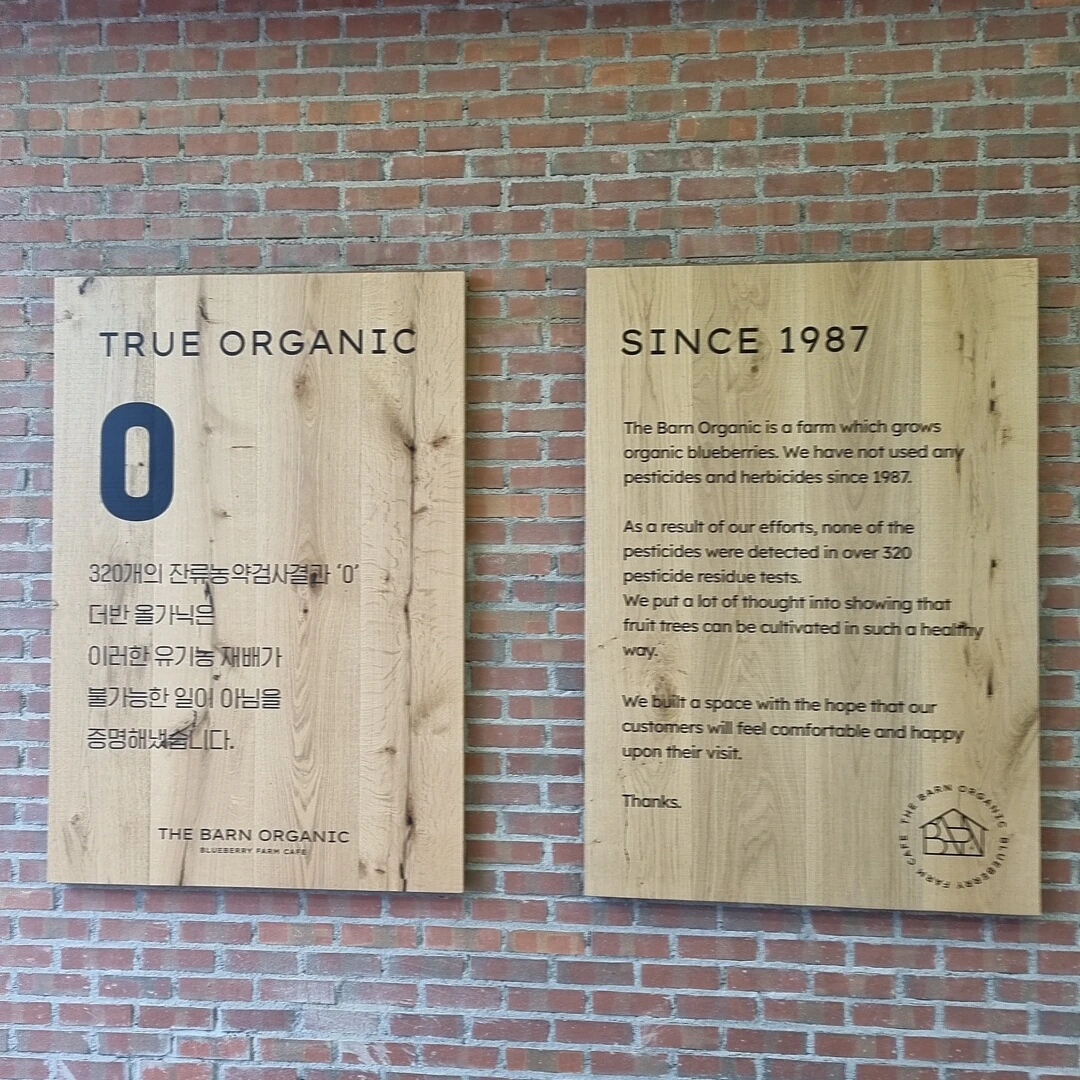 TRUE ORGANIC
0
320개의 잔류농약검사결과 ‘0’
더반 올가닉은
이러한 유기농 재배가
불가능한 일이 아님을
증명해냈습니다.
THE BARN ORGANIC
BLUEBERRY FARM CAFE
SINCE 1987
The Barn Organic is a farm which grows
organic blueberries. We have not used any
pesticides and herbicides since 1987.
As a result of our efforts, none of the
pesticides were detected in over 320
pesticide residue tests.
We put a lot of thought into showing that
fruit trees can be cultivated in such a healthy
way.
We built a space with the hope that our
customers will feel comfortable and happy
upon their visit.
Thanks.
THE BARN ORGANIC BLUEBERRY FARM CAFE
BARN